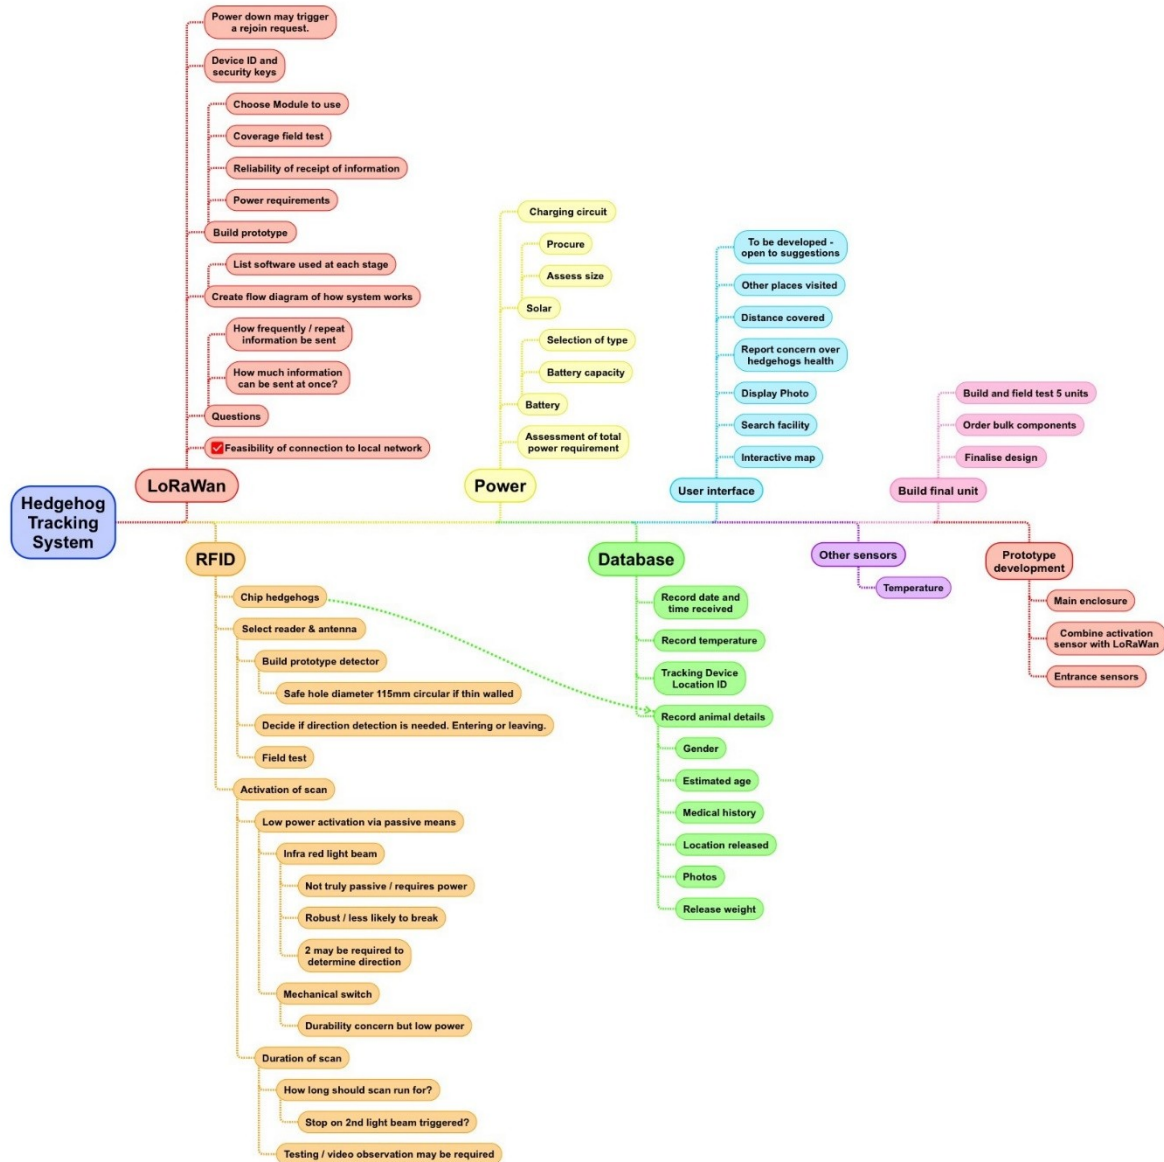 Hedgehog
Tracking
System
LoRaWan
Power down may trigger
a rejoin request.
Device ID and
security keys
Choose Module to use
Coverage field test
Reliability of receipt of information
Power requirements
Build prototype
List software used at each stage
Create flow diagram of how system works
How frequently / repeat
information be sent
How much information
can be sent at once?
Questions
Feasibility of connection to local network
RFID
Chip hedgehogs
Select reader & antenna
Build prototype detector
Safe hole diameter 115mm circular if thin walled
Decide if direction detection is needed. Entering or leaving.
Field test
Activation of scan
Low power activation via passive means
Infra red light beam
Not truly passive / requires power
Robust / less likely to break
2 may be required to
determine direction
Mechanical switch
Durability concern but low power
Duration of scan
How long should scan run for?
Stop on 2nd light beam triggered?
Testing / video observation may be required
Power
Charging circuit
Procure
Assess size
Solar
Selection of type
Battery capacity
Battery
Assessment of total
power requirement
Database
Record date and
time received
Record temperature
Tracking Device
Location ID
Record animal details
Gender
Estimated age
Medical history
Location released
Photos
Release weight
User interface
To be developed -
open to suggestions
Other places visited
Distance covered
Report concern over
hedgehogs health
Display Photo
Search facility
Interactive map
Other sensors
Temperature
Build final unit
Build and field test 5 units
Order bulk components
Finalise design
Prototype
development
Main enclosure
Combine activation
sensor with LoRaWan
Entrance sensors